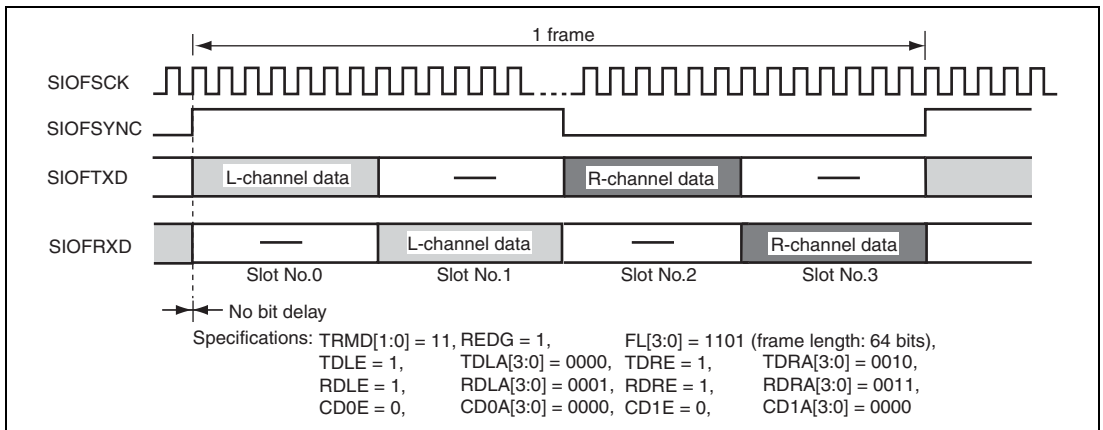 1 frame
SIOFSCK
SIOFSYNC
SIOFTXD L-channel data — R-channel data —
SIOFRXD — L-channel data — R-channel data
Slot No.0 Slot No.1 Slot No.2 Slot No.3
No bit delay
Specifications: TRMD[1:0] = 11, REDG = 1, FL[3:0] = 1101 (frame length: 64 bits),
TDLE = 1, TDLA[3:0] = 0000, TDRE = 1, TDRA[3:0] = 0010,
RDLE = 1, RDLA[3:0] = 0001, RDRE = 1, RDRA[3:0] = 0011,
CD0E = 0, CD0A[3:0] = 0000, CD1E = 0, CD1A[3:0] = 0000